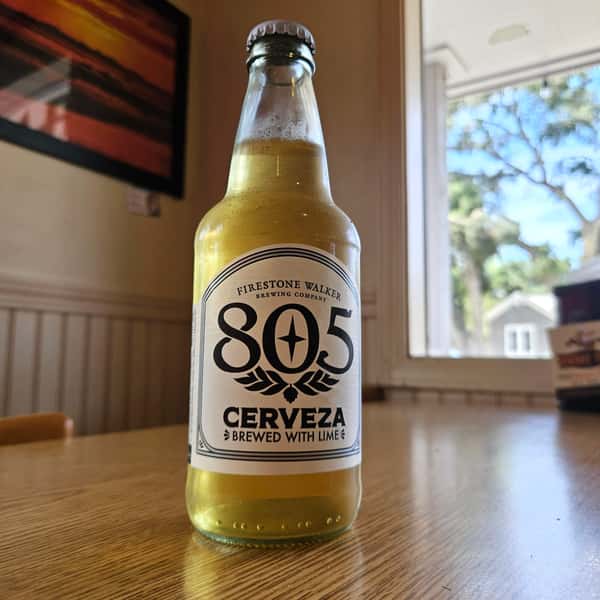 FIRESTONE WALKER
BREWING COMPANY
805
CERVEZA
BREWED WITH LIME